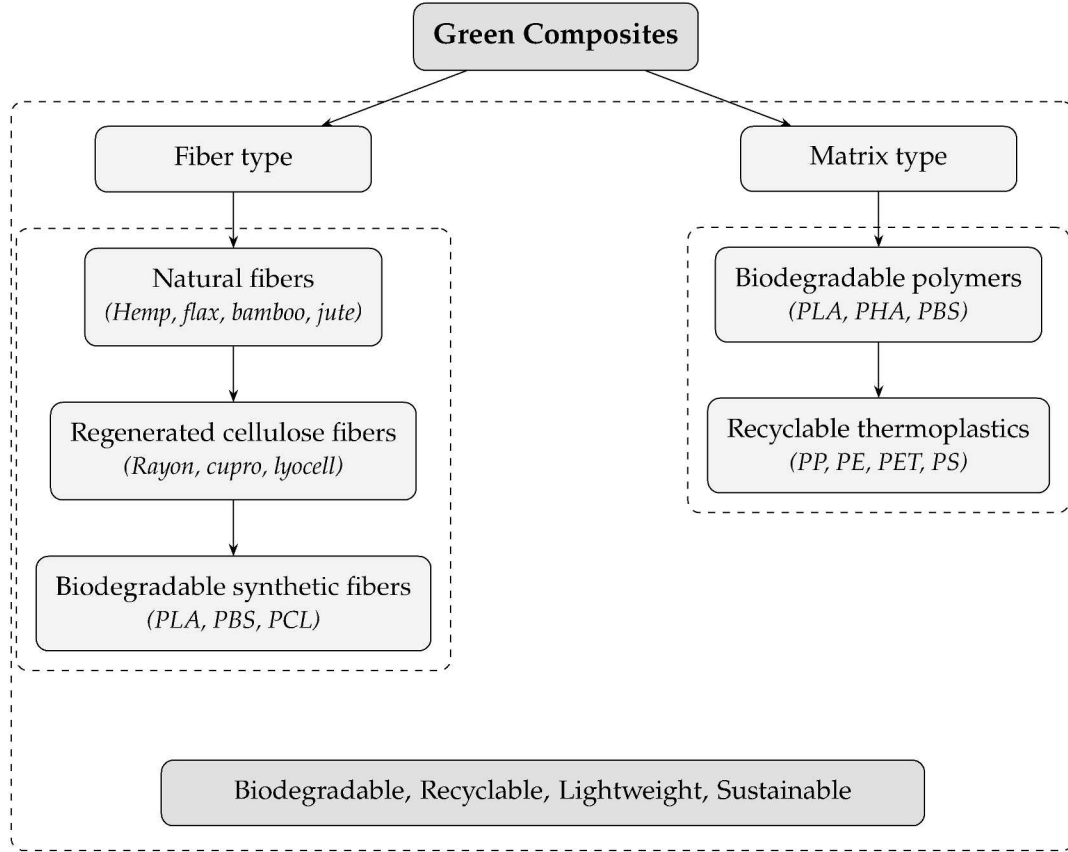 Green Composites
Fiber type
Matrix type
Natural fibers
(Hemp, flax, bamboo, jute)
Regenerated cellulose fibers
(Rayon, cupro, lyocell)
Biodegradable synthetic fibers
(PLA, PBS, PCL)
Biodegradable polymers
(PLA, PHA, PBS)
Recyclable thermoplastics
(PP, PE, PET, PS)
Biodegradable, Recyclable, Lightweight, Sustainable